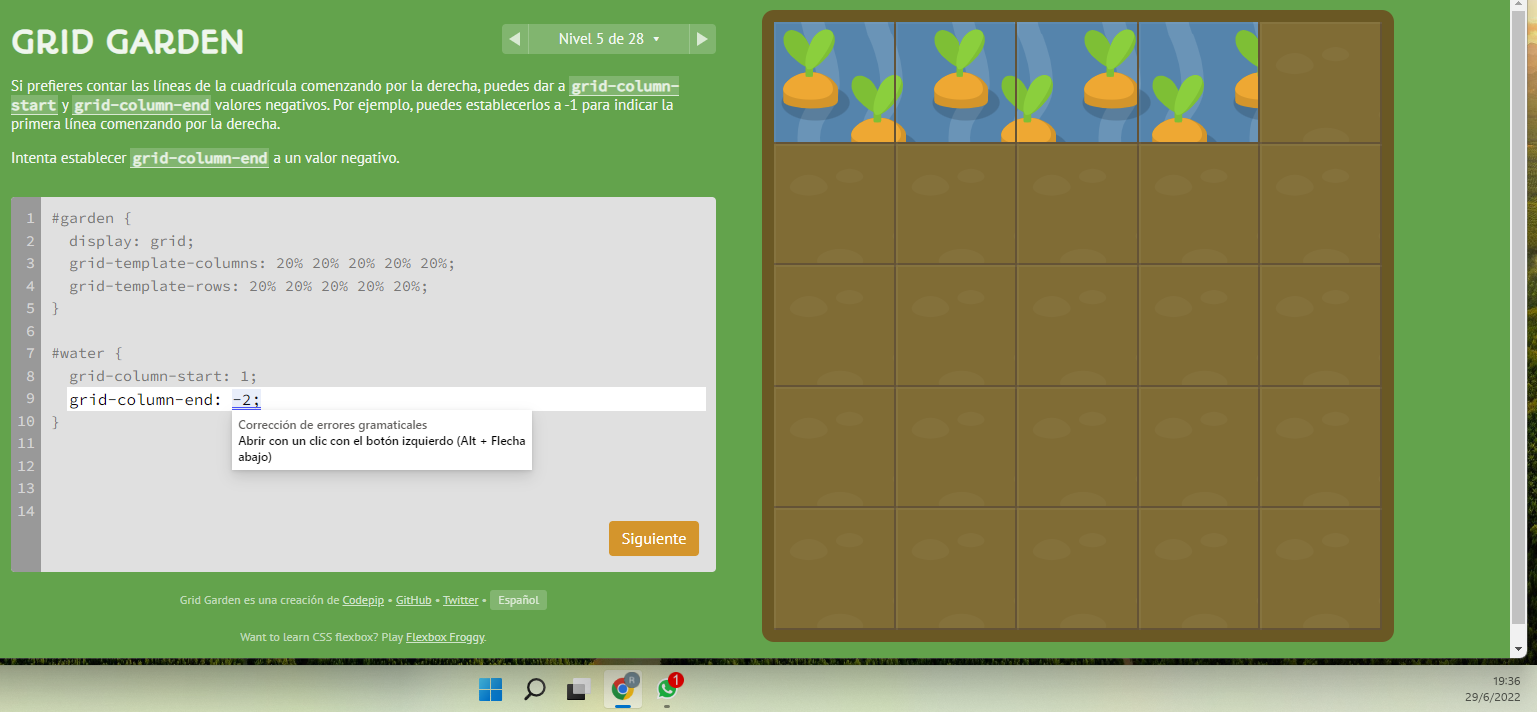 GRID GARDEN
Nivel 5 de 28
Si prefieres contar las líneas de la cuadrícula comenzando por la derecha, puedes dar a grid-column-
start y grid-column-end valores negativos. Por ejemplo, puedes establecerlos a -1 para indicar la
primera línea comenzando por la derecha.
Intenta establecer grid-column-end a un valor negativo.
1 #garden {
2 display: grid;
3 grid-template-columns: 20% 20% 20% 20% 20%;
4 grid-template-rows: 20% 20% 20% 20% 20%;
5 }
6
7 #water {
8 grid-column-start: 1;
9 grid-column-end: -2;
10 }
11
12
13
14
Corrección de errores gramaticales
Abrir con un clic con el botón izquierdo (Alt + Flecha
abajo)
Siguiente
Grid Garden es una creación de Codepip • GitHub • Twitter • Español
Want to learn CSS flexbox? Play Flexbox Froggy.
R
1
19:36
29/6/2022